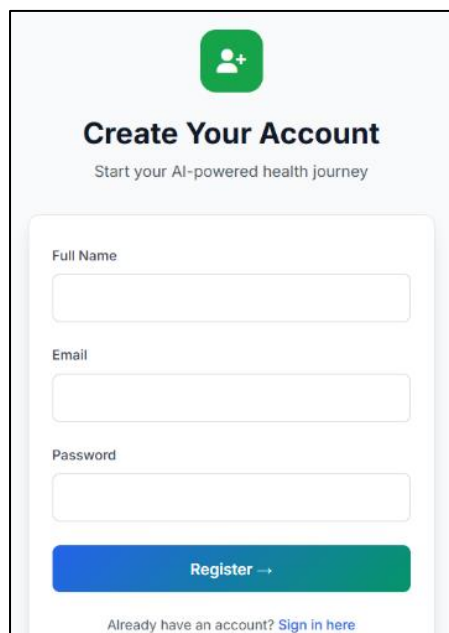 Create Your Account
Start your AI-powered health journey
Full Name
Email
Password
Register →
Already have an account? Sign in here